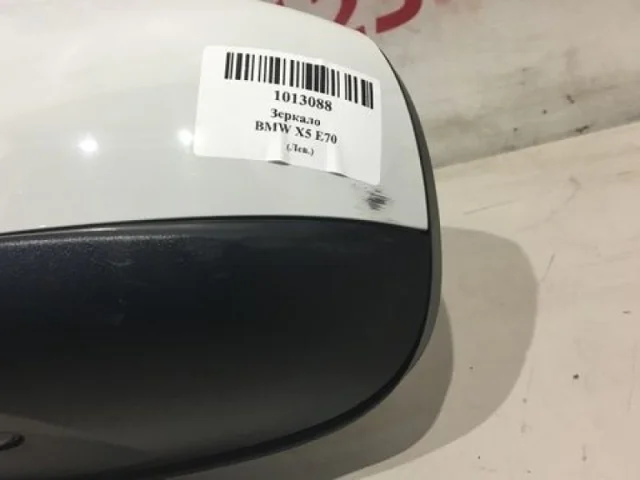 1013088
Зеркало
BMW X5 E70
(Лев.)